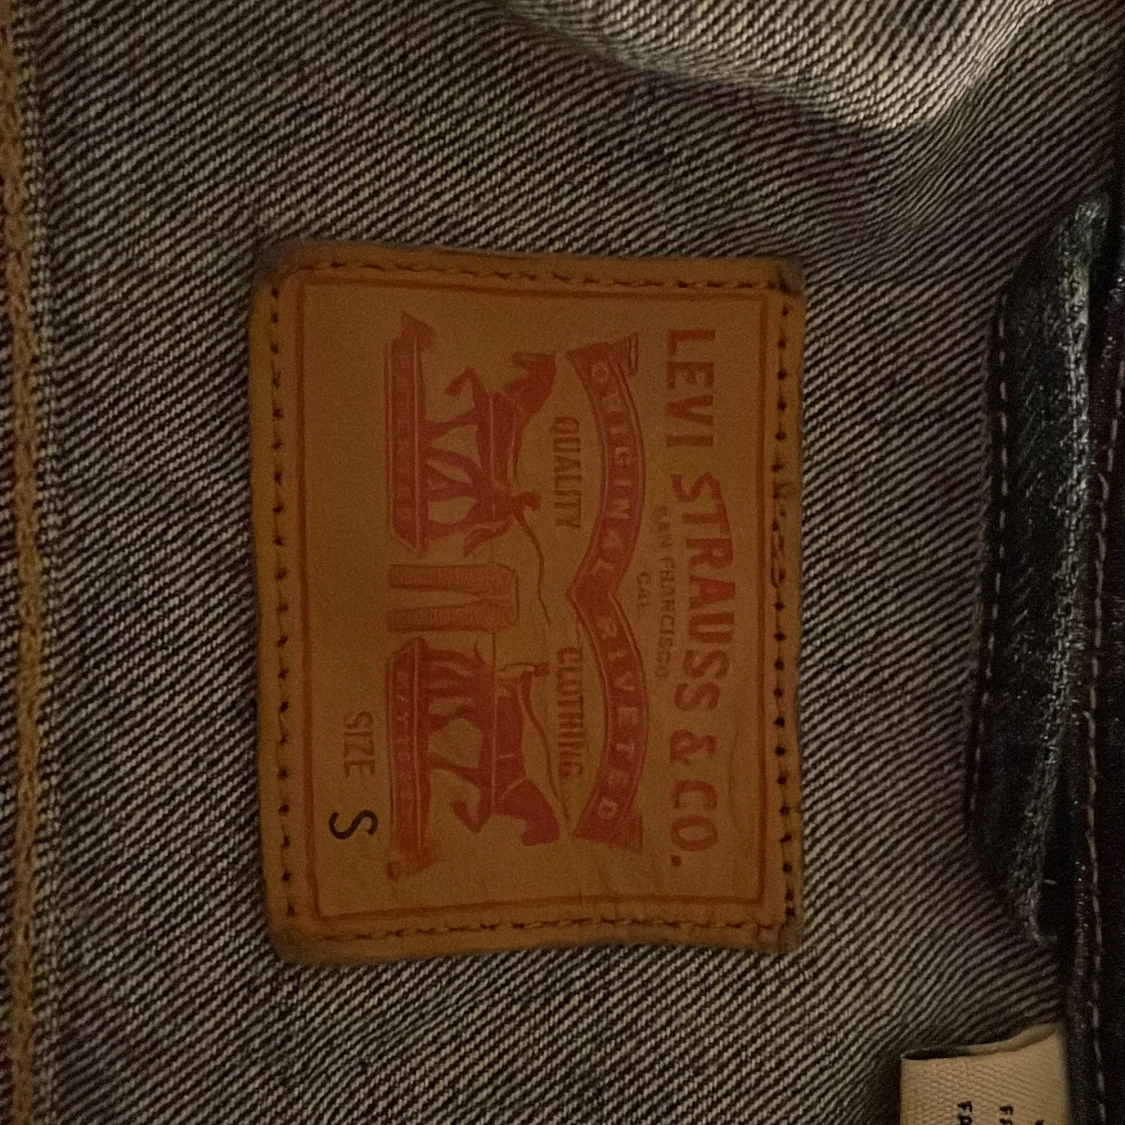 LEVI STRAUSS & CO.
SAN FRANCISCO
CAL
ORIGINAL RIVETED
QUALITY CLOTHING
SIZE S